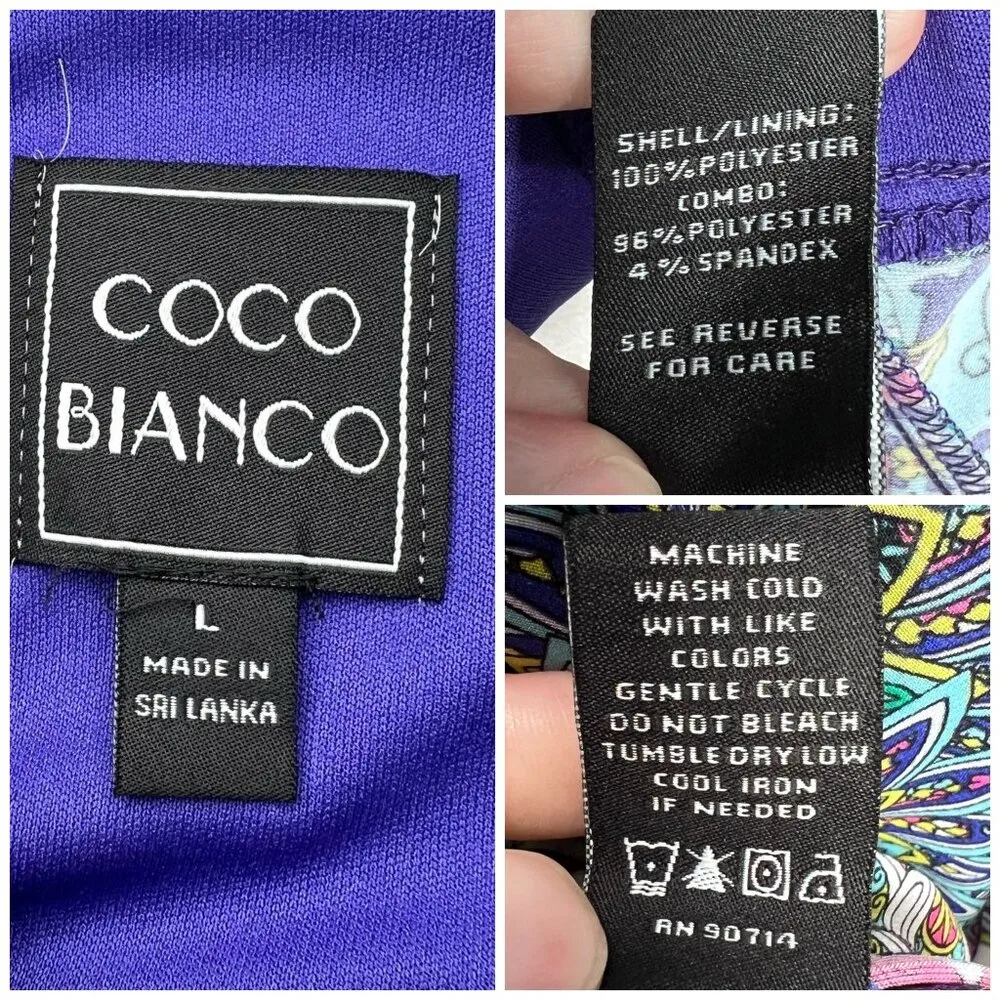 COCO
BIANCO
L
MADE IN
SRI LANKA
SHELL/LINING:
100% POLYESTER
COMBO:
96% POLYESTER
4% SPANDEX
SEE REVERSE
FOR CARE
MACHINE
WASH COLD
WITH LIKE
COLORS
GENTLE CYCLE
DO NOT BLEACH
TUMBLE DRY LOW
COOL IRON
IF NEEDED
RN 90714